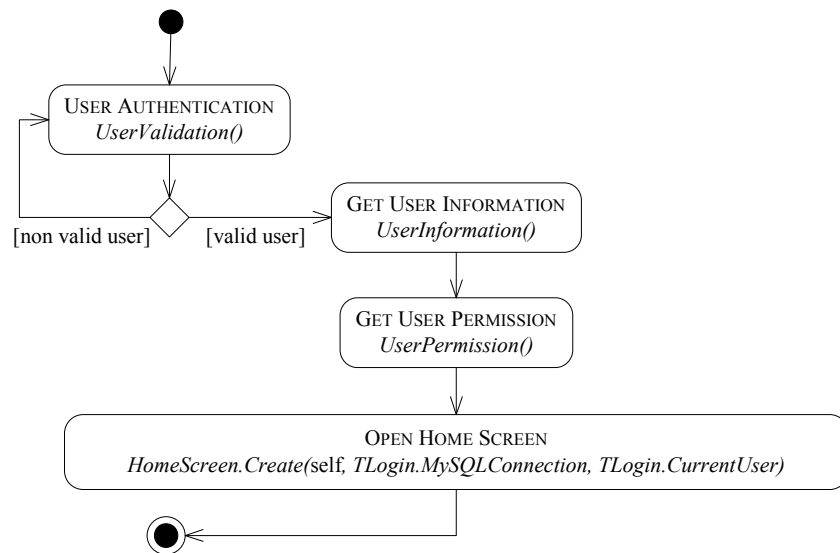 USER AUTHENTICATION
UserValidation()
[non valid user]
[valid user]
GET USER INFORMATION
UserInformation()
GET USER PERMISSION
UserPermission()
OPEN HOME SCREEN
HomeScreen.Create(self, TLogin.MySQLConnection, TLogin.CurrentUser)